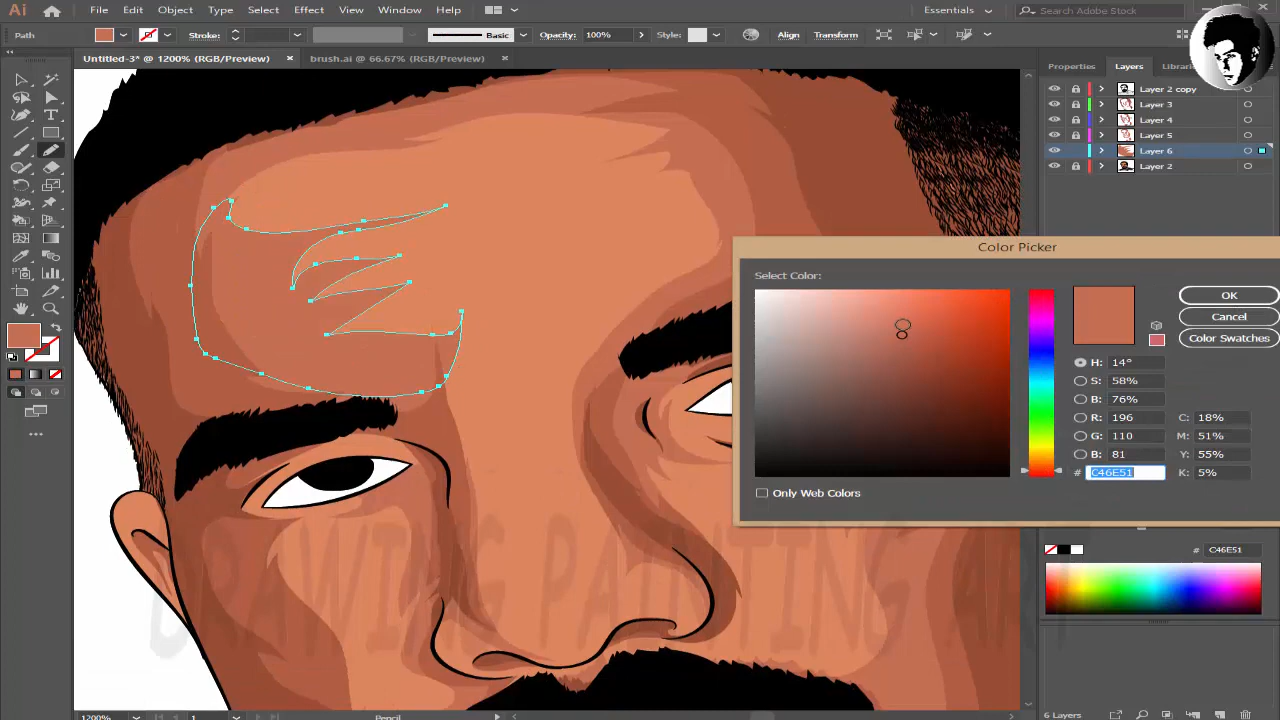 Ai File Edit Object Type Select Effect View Window Help Essentials Search Adobe Stock
Path Stroke: Basic Opacity: 100% Style: Align Transform
Untitled-3* @ 1200% (RGB/Preview) × brush.ai @ 66.67% (RGB/Preview) ×
Properties Layers
Layer 2 copy
Layer 3
Layer 4
Layer 5
Layer 6
Layer 2
Color Picker
Select Color:
OK
Cancel
Color Swatches
H: 14°
S: 58%
B: 76%
R: 196 C: 18%
G: 110 M: 51%
B: 81 Y: 55%
# C46E51 K: 5%
Only Web Colors
# C46E51
DRAWING PAINTING ART
1200% 1 Pencil
6 Layers